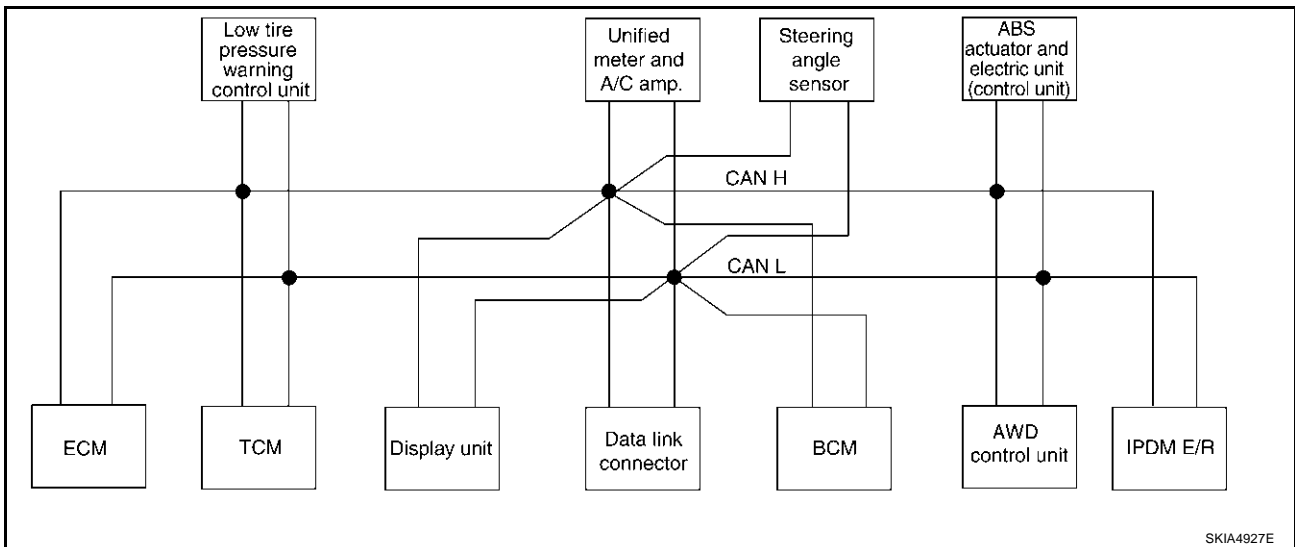 Low tire
pressure
warning
control unit
Unified
meter and
A/C amp.
Steering
angle
sensor
ABS
actuator and
electric unit
(control unit)
CAN H
CAN L
ECM
TCM
Display unit
Data link
connector
BCM
AWD
control unit
IPDM E/R
SKIA4927E